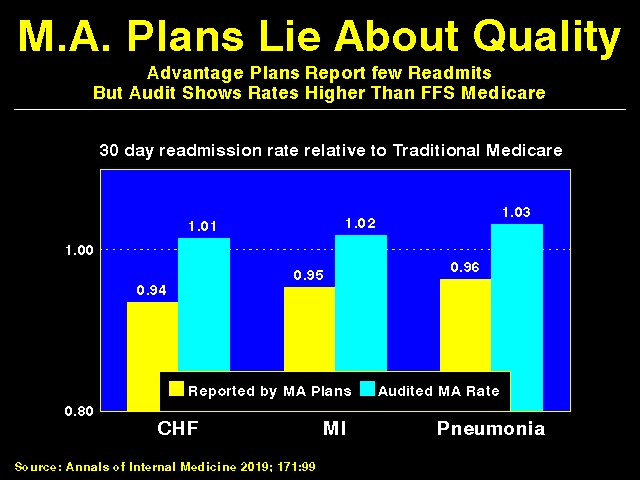 M.A. Plans Lie About Quality
Advantage Plans Report few Readmits
But Audit Shows Rates Higher Than FFS Medicare
30 day readmission rate relative to Traditional Medicare
1.03
1.01
1.02
1.00
0.96
0.95
0.94
Reported by MA Plans
Audited MA Rate
0.80
CHF
MI
Pneumonia
Source: Annals of Internal Medicine 2019; 171:99